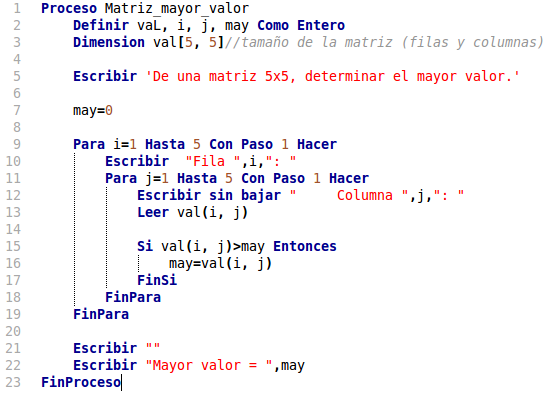 1 Proceso Matriz_mayor_valor
2 Definir vaL, i, j, may Como Entero
3 Dimension val[5, 5]//tamaño de la matriz (filas y columnas)
4
5 Escribir 'De una matriz 5x5, determinar el mayor valor.'
6
7 may=0
8
9 Para i=1 Hasta 5 Con Paso 1 Hacer
10 Escribir  "Fila ",i,": "
11 Para j=1 Hasta 5 Con Paso 1 Hacer
12 Escribir sin bajar "     Columna ",j,": "
13 Leer val(i, j)
14
15 Si val(i, j)>may Entonces
16 may=val(i, j)
17 FinSi
18 FinPara
19 FinPara
20
21 Escribir ""
22 Escribir "Mayor valor = ",may
23 FinProceso